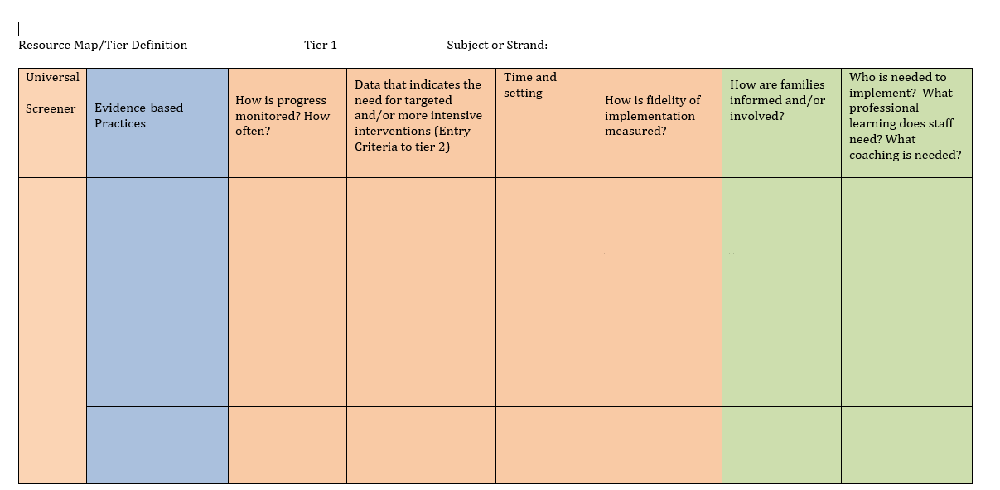 Resource Map/Tier Definition Tier 1 Subject or Strand:
Universal
Screener
Evidence-based
Practices
How is progress
monitored? How
often?
Data that indicates the
need for targeted
and/or more intensive
interventions (Entry
Criteria to tier 2)
Time and
setting
How is fidelity of
implementation
measured?
How are families
informed and/or
involved?
Who is needed to
implement?  What
professional
learning does staff
need? What
coaching is needed?